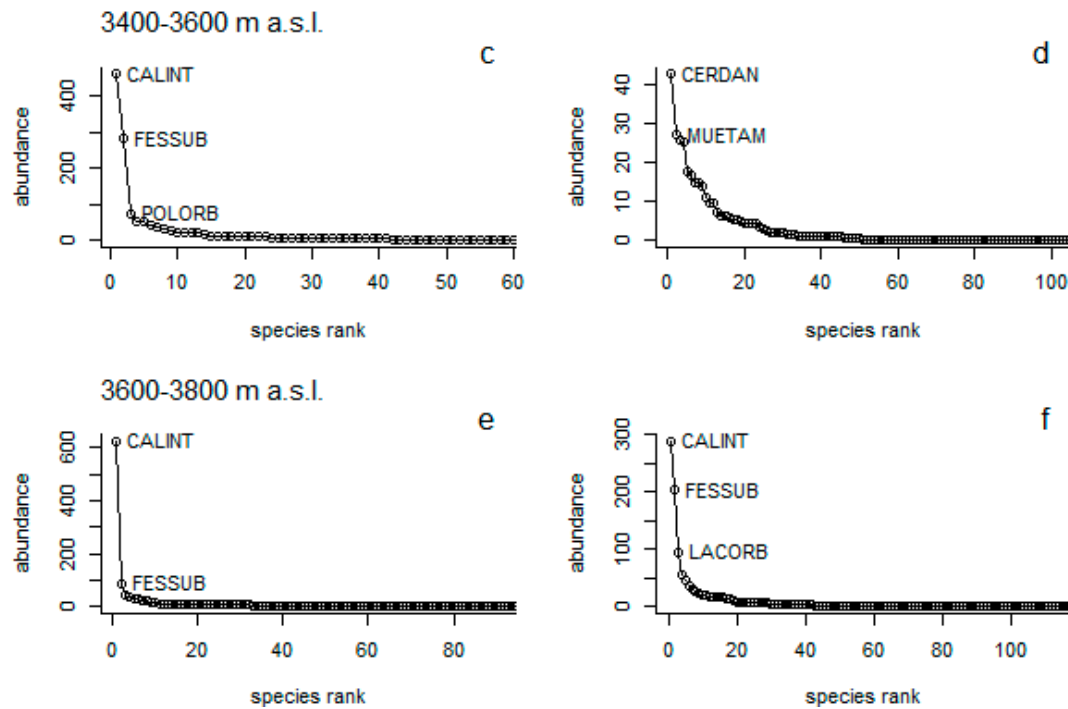 3400-3600 m a.s.l.
c
abundance
0 200 400
CALINT
FESSUB
POLORB
0 10 20 30 40 50 60
species rank
d
abundance
0 10 20 30 40
CERDAN
MUETAM
0 20 40 60 80 100
species rank
3600-3800 m a.s.l.
e
abundance
0 200 400 600
CALINT
FESSUB
0 20 40 60 80
species rank
f
abundance
0 100 200 300
CALINT
FESSUB
LACORB
0 20 40 60 80 100
species rank